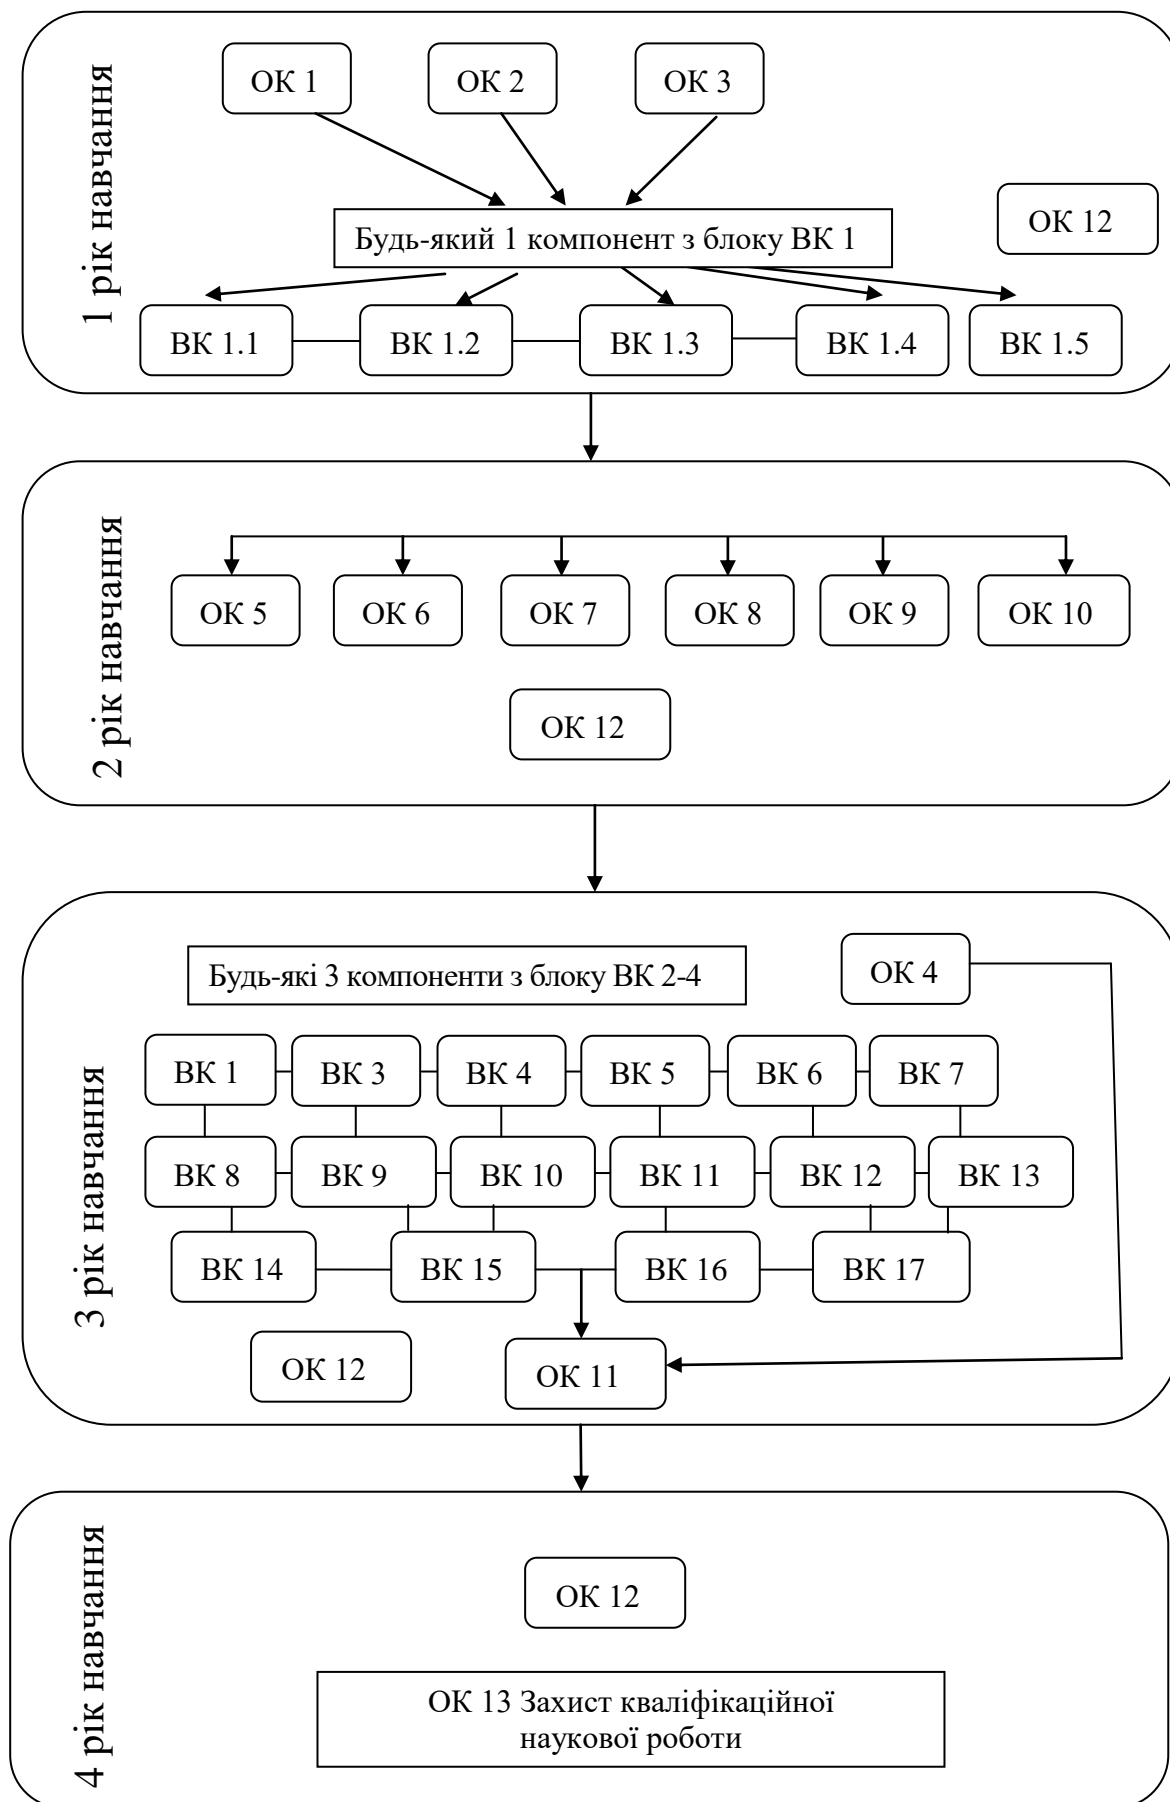 1 рік навчання
ОК 1
ОК 2
ОК 3
ОК 12
Будь-який 1 компонент з блоку ВК 1
ВК 1.1
ВК 1.2
ВК 1.3
ВК 1.4
ВК 1.5
2 рік навчання
ОК 5
ОК 6
ОК 7
ОК 8
ОК 9
ОК 10
ОК 12
3 рік навчання
Будь-які 3 компоненти з блоку ВК 2-4
ОК 4
ВК 1
ВК 3
ВК 4
ВК 5
ВК 6
ВК 7
ВК 8
ВК 9
ВК 10
ВК 11
ВК 12
ВК 13
ВК 14
ВК 15
ВК 16
ВК 17
ОК 12
ОК 11
4 рік навчання
ОК 12
ОК 13 Захист кваліфікаційної
наукової роботи